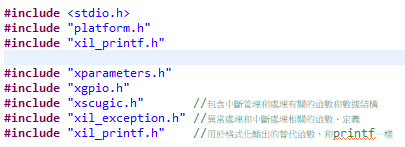 #include <stdio.h>
#include "platform.h"
#include "xil_printf.h"
#include "xparameters.h"
#include "xgpio.h"
#include "xscugic.h" //包含中斷管理和處理有關的函數和數據結構
#include "xil_exception.h" //異常處理和中斷處理相關的函數、定義
#include "xil_printf.h" //用於格式化輸出的替代函數，和printf一樣